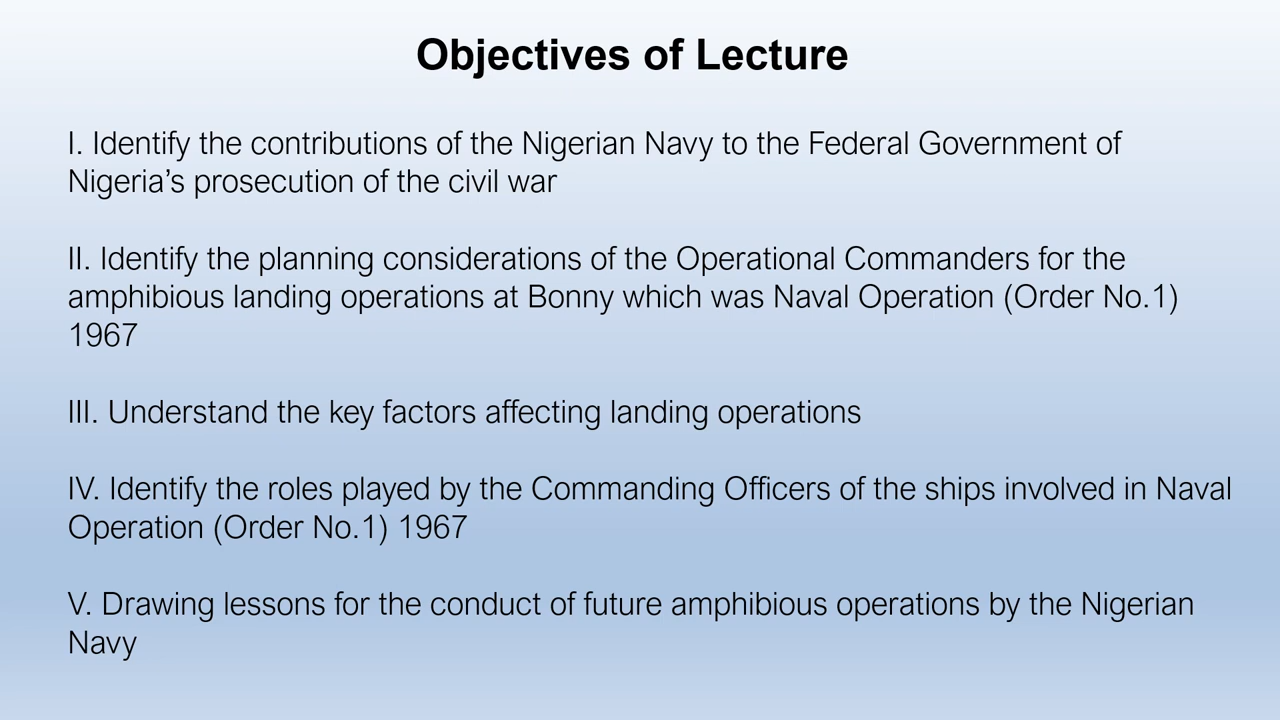 Objectives of Lecture
I. Identify the contributions of the Nigerian Navy to the Federal Government of
Nigeria’s prosecution of the civil war
II. Identify the planning considerations of the Operational Commanders for the
amphibious landing operations at Bonny which was Naval Operation (Order No.1)
1967
III. Understand the key factors affecting landing operations
IV. Identify the roles played by the Commanding Officers of the ships involved in Naval
Operation (Order No.1) 1967
V. Drawing lessons for the conduct of future amphibious operations by the Nigerian
Navy